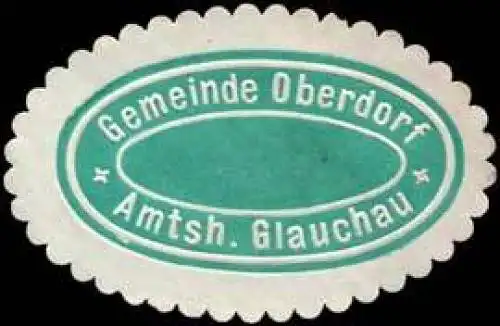 Gemeinde Oberdorf
Amtsh. Glauchau